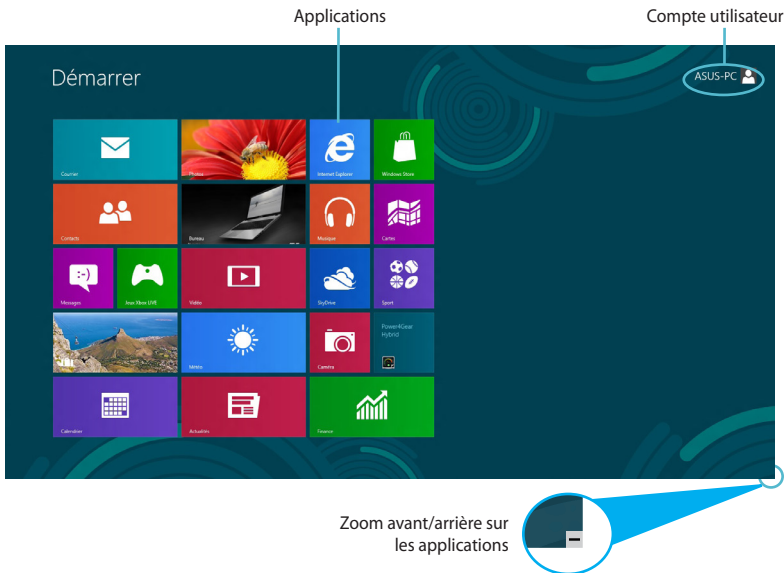 Applications
Compte utilisateur
Démarrer
ASUS-PC
Courrier
Photos
Internet Explorer
Windows Store
Contacts
Bureau
Musique
Cartes
Messages
Jeux Xbox LIVE
Vidéo
SkyDrive
Sport
Météo
Caméra
Power4Gear
Hybrid
Calendrier
Actualités
Finance
Zoom avant/arrière sur
les applications